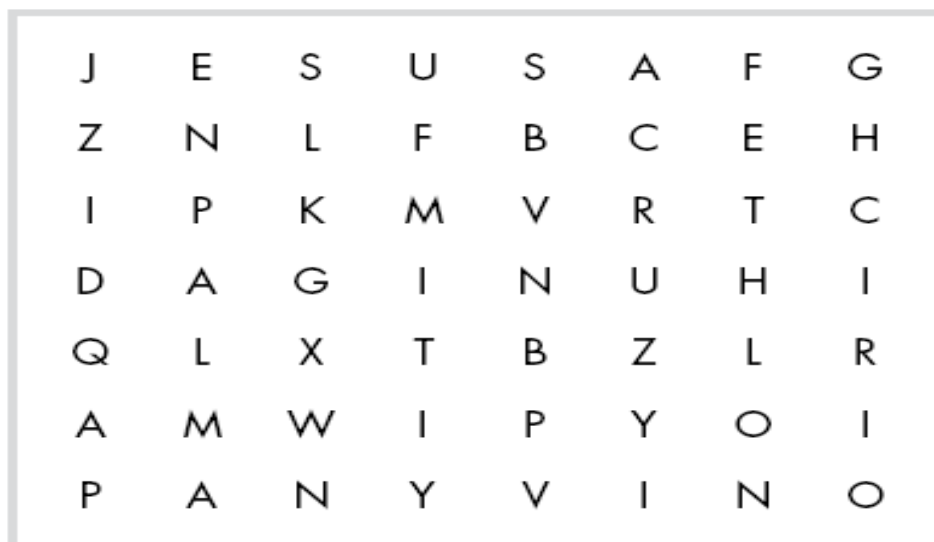 J E S U S A F G
Z N L F B C E H
I P K M V R T C
D A G I N U H I
Q L X T B Z L R
A M W I P Y O I
P A N Y V I N O